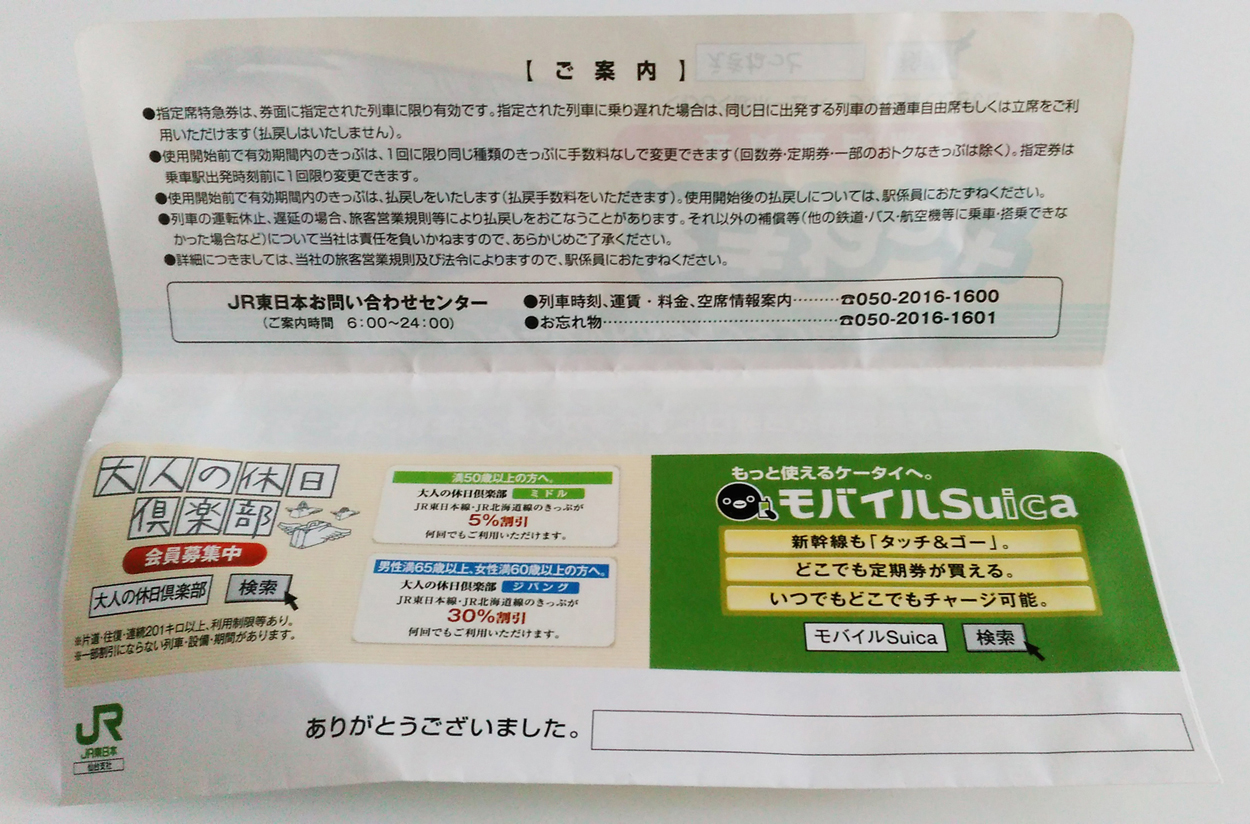 【ご案内】
●指定席特急券は、券面に指定された列車に限り有効です。指定された列車に乗り遅れた場合は、同じ日に出発する列車の普通車自由席もしくは立席をご利
用いただけます(払戻しはいたしません)。
●使用開始前で有効期間内のきっぷは、1回に限り同じ種類のきっぷに手数料なしで変更できます(回数券・定期券・一部のおトクなきっぷは除く)。指定券は
乗車駅出発時刻前に1回限り変更できます。
●使用開始前で有効期間内のきっぷは、払戻しをいたします(払戻手数料をいただきます)。使用開始後の払戻しについては、駅係員におたずねください。
●列車の運転休止、遅延の場合、旅客営業規則等により払戻しをおこなうことがあります。それ以外の補償等(他の鉄道・バス・航空機等に乗車・搭乗できな
かった場合など)について当社は責任を負いかねますので、あらかじめご了承ください。
●詳細につきましては、当社の旅客営業規則及び法令によりますので、駅係員におたずねください。
JR東日本お問い合わせセンター
(ご案内時間 6:00〜24:00)
●列車時刻、運賃・料金、空席情報案内………☎050-2016-1600
●お忘れ物……………………………………☎050-2016-1601
大人の休日
倶楽部
会員募集中
大人の休日倶楽部 検索
※片道・往復・連続201キロ以上、利用制限等あり。
※一部割引にならない列車・設備・期間があります。
満50歳以上の方へ。
大人の休日倶楽部 ミドル
JR東日本線・JR北海道線のきっぷが
5%割引
何回でもご利用いただけます。
男性満65歳以上、女性満60歳以上の方へ。
大人の休日倶楽部 ジパング
JR東日本線・JR北海道線のきっぷが
30%割引
何回でもご利用いただけます。
もっと使えるケータイへ。
モバイルSuica
新幹線も「タッチ&ゴー」。
どこでも定期券が買える。
いつでもどこでもチャージ可能。
モバイルSuica 検索
JR
JR東日本
仙台支社
ありがとうございました。